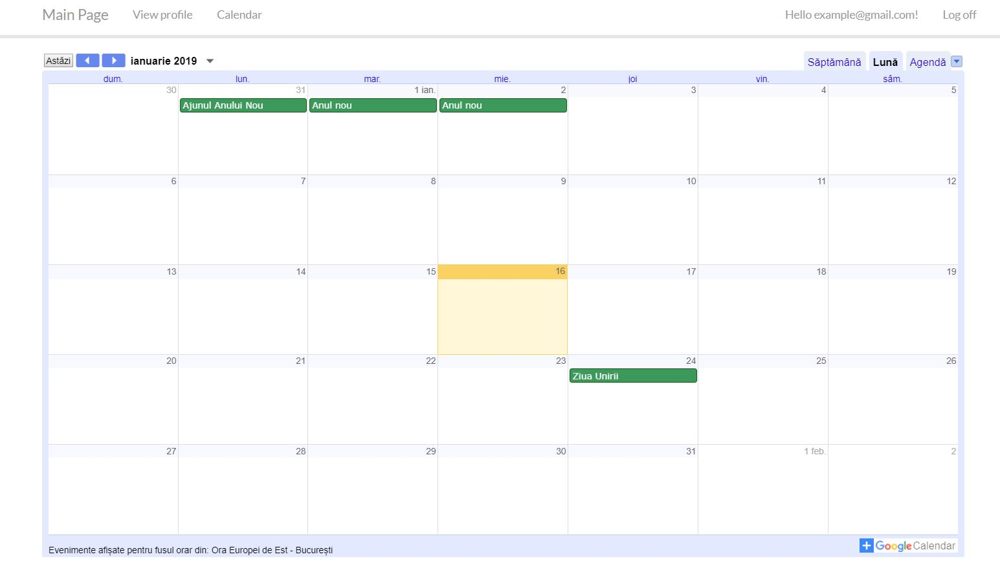 Main Page View profile Calendar Hello example@gmail.com! Log off
Astăzi ianuarie 2019 Săptămână Lună Agendă
dum. lun. mar. mie. joi vin. sâm.
30 31 1 ian. 2 3 4 5
Ajunul Anului Nou Anul nou Anul nou
6 7 8 9 10 11 12
13 14 15 16 17 18 19
20 21 22 23 24 25 26
Ziua Unirii
27 28 29 30 31 1 feb. 2
Evenimente afișate pentru fusul orar din: Ora Europei de Est - București
+ Google Calendar